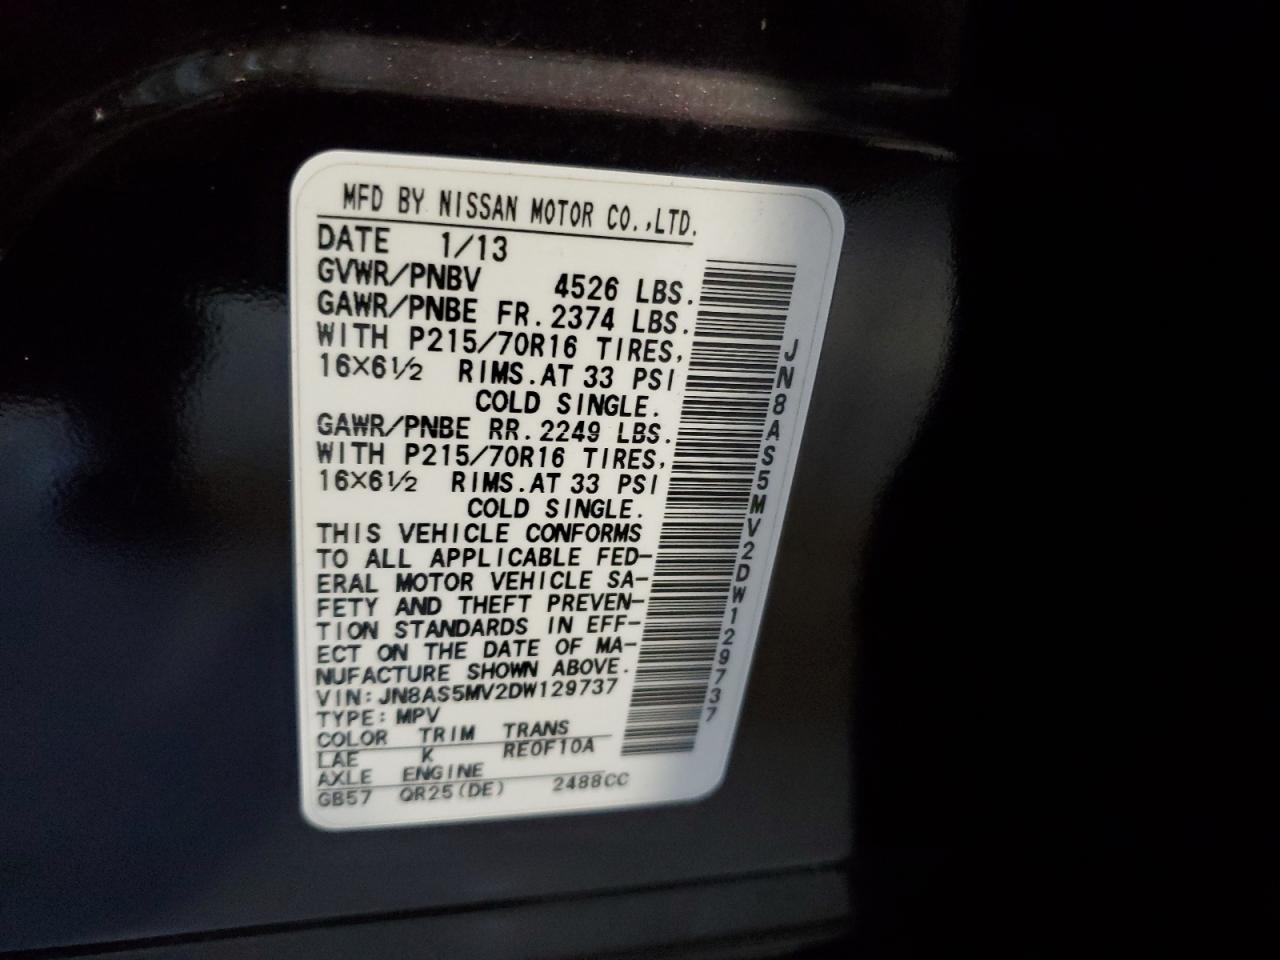 MFD BY NISSAN MOTOR CO.,LTD.
DATE 1/13
GVWR/PNBV 4526 LBS.
GAWR/PNBE FR. 2374 LBS.
WITH P215/70R16 TIRES,
16×6½ RIMS. AT 33 PSI
COLD SINGLE.
GAWR/PNBE RR. 2249 LBS.
WITH P215/70R16 TIRES,
16×6½ RIMS. AT 33 PSI
COLD SINGLE.
THIS VEHICLE CONFORMS
TO ALL APPLICABLE FED-
ERAL MOTOR VEHICLE SA-
FETY AND THEFT PREVEN-
TION STANDARDS IN EFF-
ECT ON THE DATE OF MA-
NUFACTURE SHOWN ABOVE.
VIN: JN8AS5MV2DW129737
TYPE: MPV
COLOR TRIM TRANS
LAE K RE0F10A
AXLE ENGINE
GB57 QR25(DE) 2488CC
JN8AS5MV2DW129737